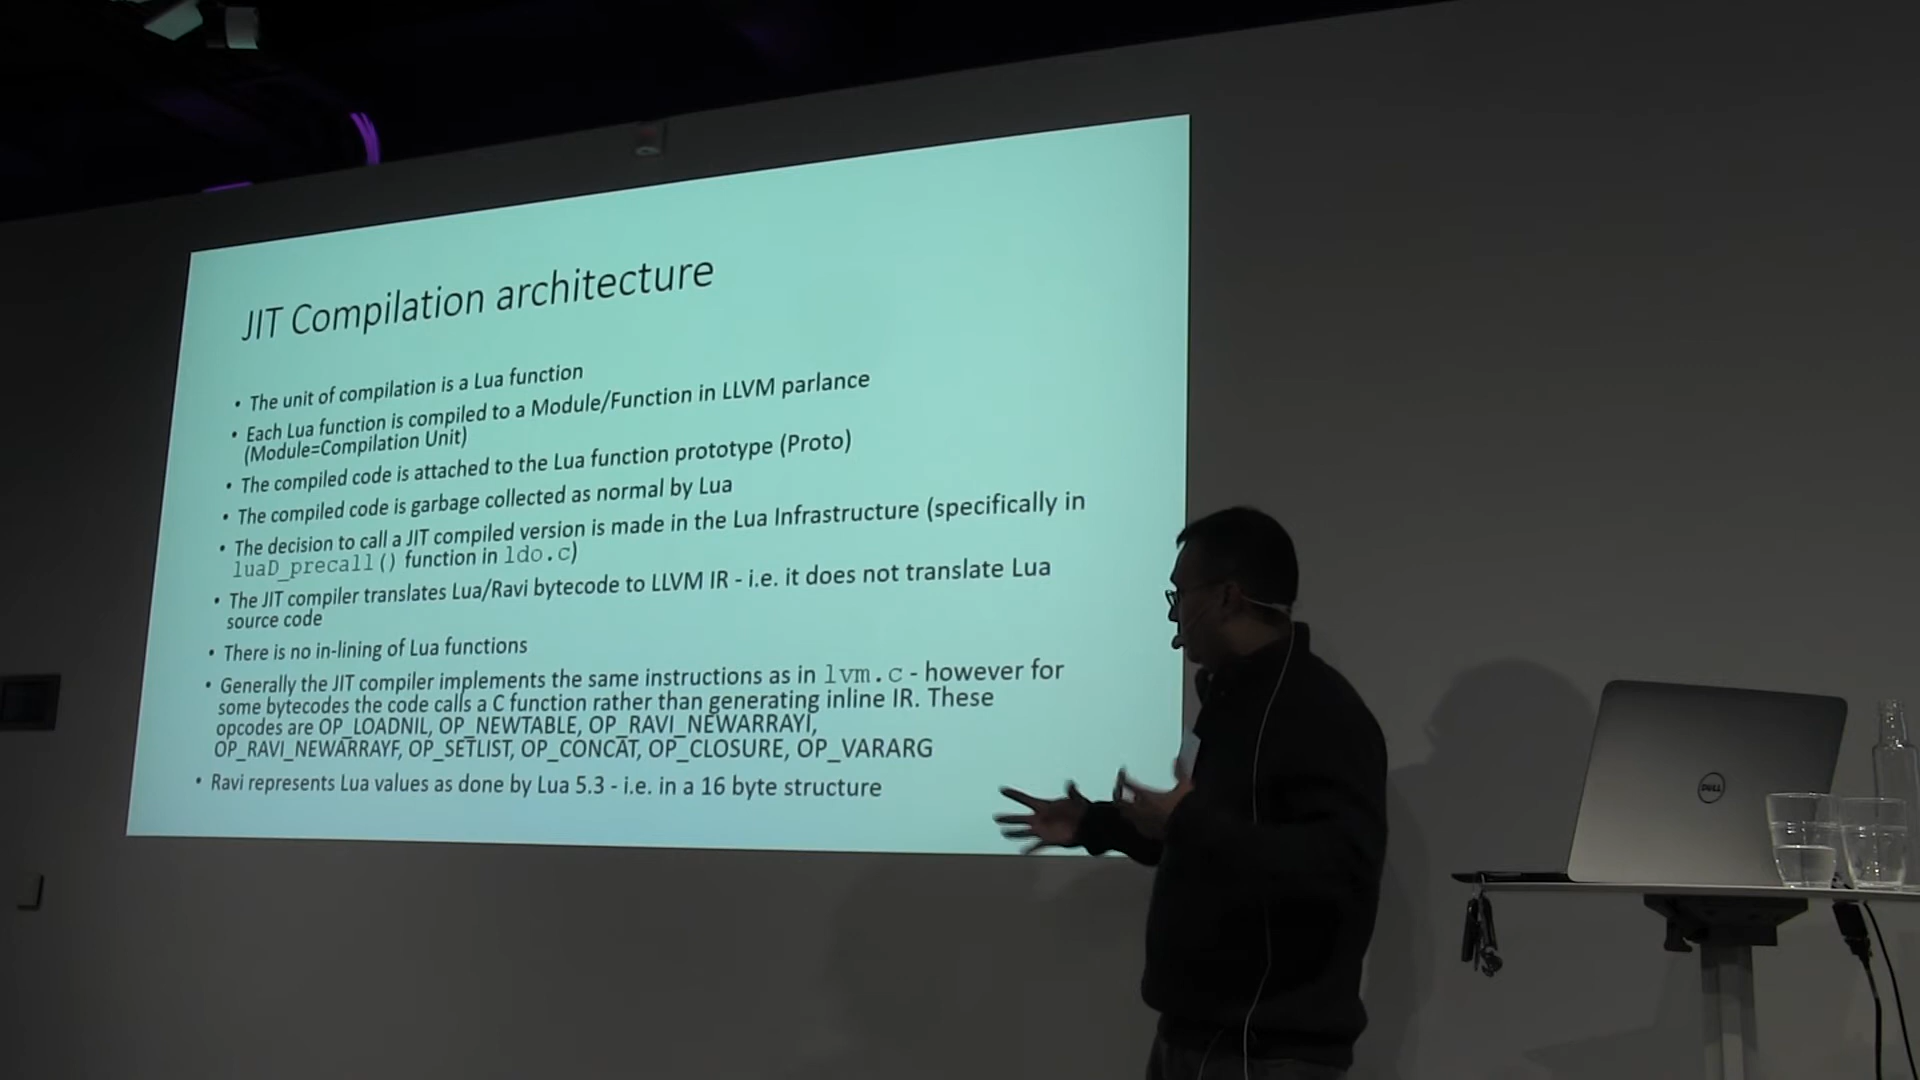 JIT Compilation architecture
• The unit of compilation is a Lua function
• Each Lua function is compiled to a Module/Function in LLVM parlance
(Module=Compilation Unit)
• The compiled code is attached to the Lua function prototype (Proto)
• The compiled code is garbage collected as normal by Lua
• The decision to call a JIT compiled version is made in the Lua Infrastructure (specifically in
luaD_precall() function in ldo.c)
• The JIT compiler translates Lua/Ravi bytecode to LLVM IR - i.e. it does not translate Lua
source code
• There is no in-lining of Lua functions
• Generally the JIT compiler implements the same instructions as in lvm.c - however for
some bytecodes the code calls a C function rather than generating inline IR. These
opcodes are OP_LOADNIL, OP_NEWTABLE, OP_RAVI_NEWARRAYI,
OP_RAVI_NEWARRAYF, OP_SETLIST, OP_CONCAT, OP_CLOSURE, OP_VARARG
• Ravi represents Lua values as done by Lua 5.3 - i.e. in a 16 byte structure
DELL